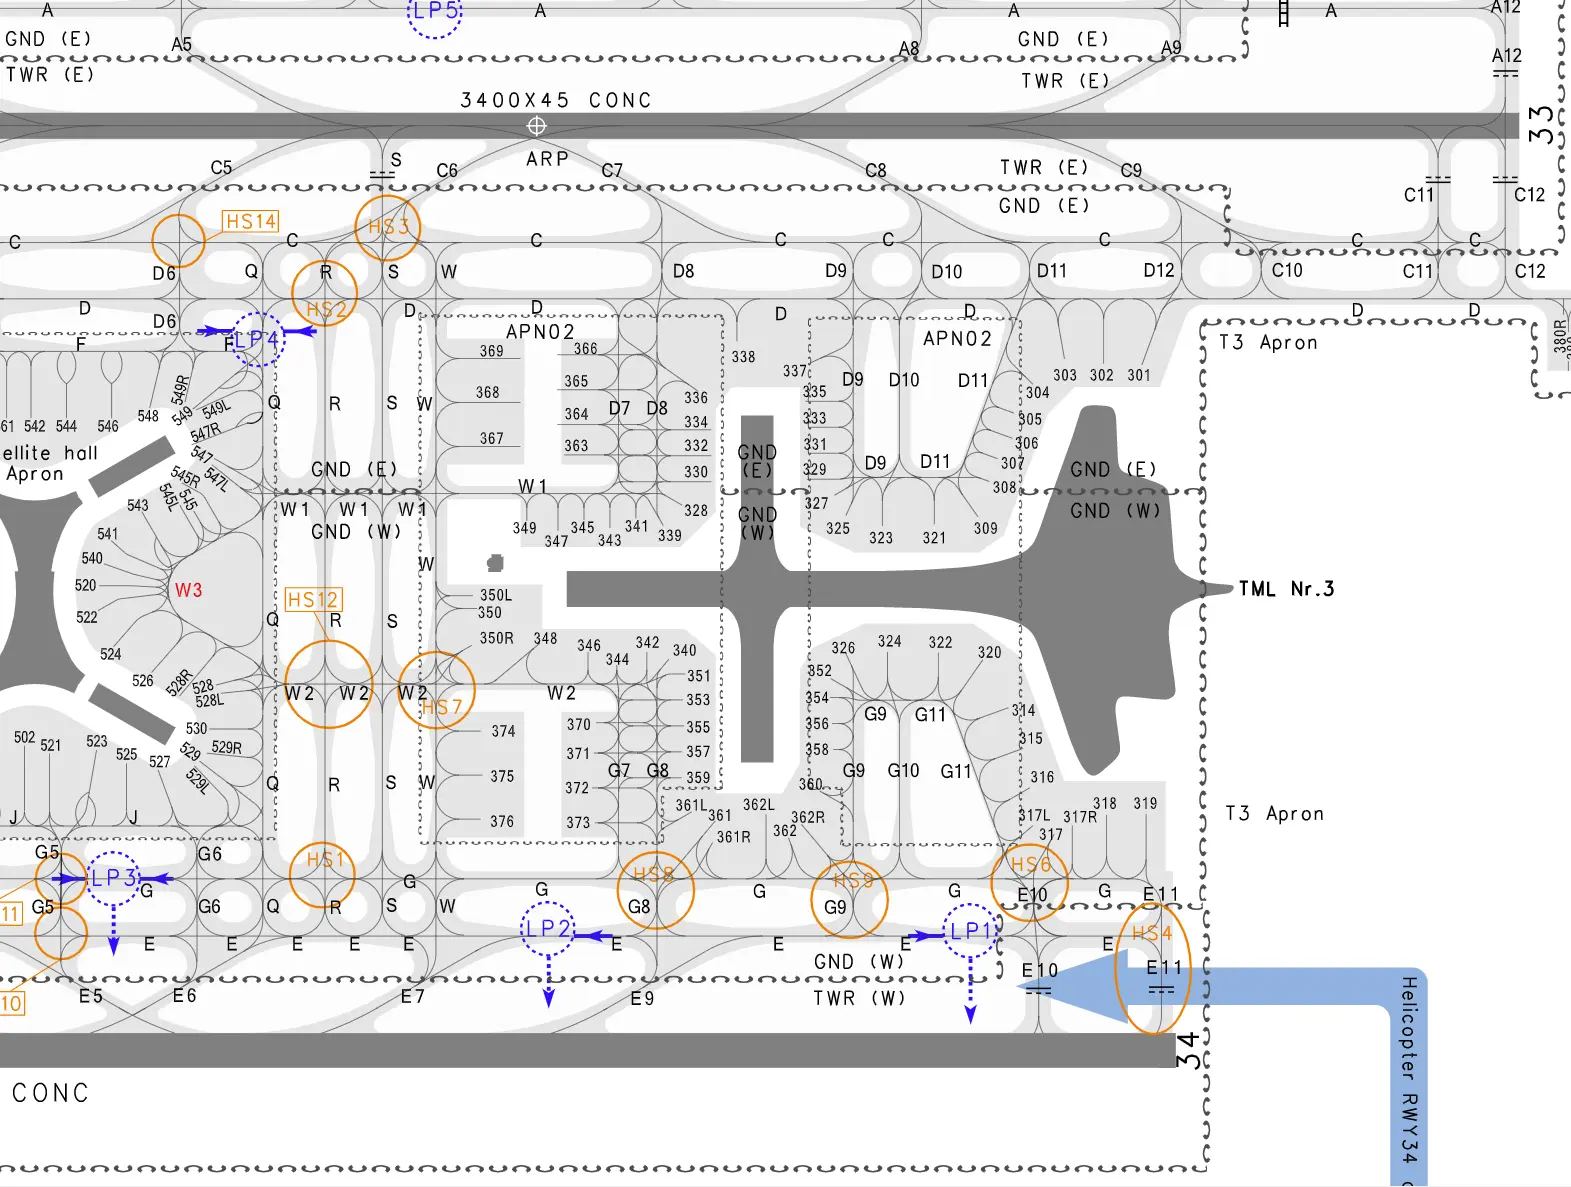 A
LP5
A
A
A
A12
GND (E)
A5
A8
GND (E)
A9
TWR (E)
A12
TWR (E)
3400X45 CONC
33
ARP
C5
S
C6
C7
C8
TWR (E)
C9
C11
C12
GND (E)
HS14
HS3
C
C
C
C
C
C
C
C
D6
Q
R
S
W
D8
D9
D10
D11
D12
C10
C11
C12
D
D6
HS2
D
D
D
D
D
D
F
F
LP4
APN02
APN02
T3 Apron
380R
369
366
338
337
303
302
301
368
365
336
335
D9
D10
D11
304
364
D7
D8
334
333
305
367
363
332
331
306
330
329
D9
D11
307
308
61
542
544
546
548
549R
549
549L
547R
547
547L
545R
545
545L
ellite hall
Apron
Q
R
S
W
GND (E)
GND
(E)
GND (E)
W1
W1
W1
W1
GND (W)
GND
(W)
GND (W)
328
327
349
347
345
343
341
339
325
323
321
309
543
541
540
520
522
524
526
528R
528
528L
530
529
529R
529L
W3
HS12
W
Q
R
S
350L
350
350R
348
346
344
342
340
TML Nr.3
326
324
322
320
351
352
W2
W2
W2
W2
HS7
353
354
G9
G11
314
374
370
355
356
315
371
357
358
375
372
G7
G8
359
360
G9
G10
G11
316
376
373
361L
361
361R
362L
362
362R
317L
317
317R
318
319
T3 Apron
502
521
523
525
527
Q
R
S
W
J
J
G5
G6
HS1
HS8
HS9
HS6
LP3
G
G
G
G
G
G
E10
E11
11
G5
G6
Q
R
S
W
G8
G9
LP2
LP1
HS4
E
E
E
E
E
E
E
E
E
GND (W)
E10
E11
10
E5
E6
E7
E9
TWR (W)
34
CONC
Helicopter RWY34